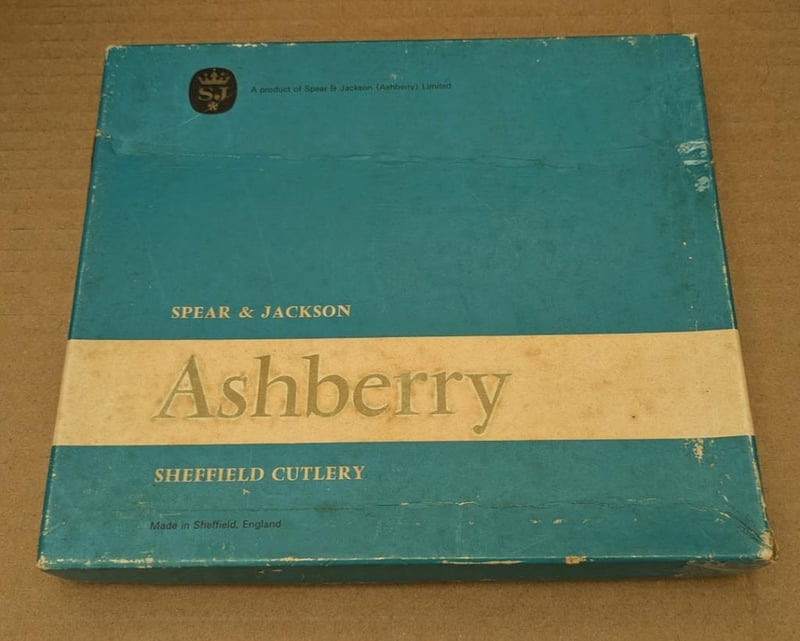 SJ
A product of Spear & Jackson (Ashberry) Limited
SPEAR & JACKSON
Ashberry
SHEFFIELD CUTLERY
Made in Sheffield, England